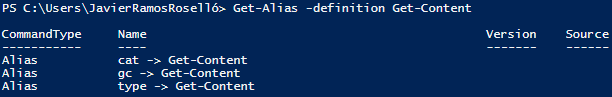 PS C:\Users\JavierRamosRoselló> Get-Alias -definition Get-Content
CommandType     Name                                               Version    Source
-----------     ----                                               -------    ------
Alias           cat -> Get-Content
Alias           gc -> Get-Content
Alias           type -> Get-Content